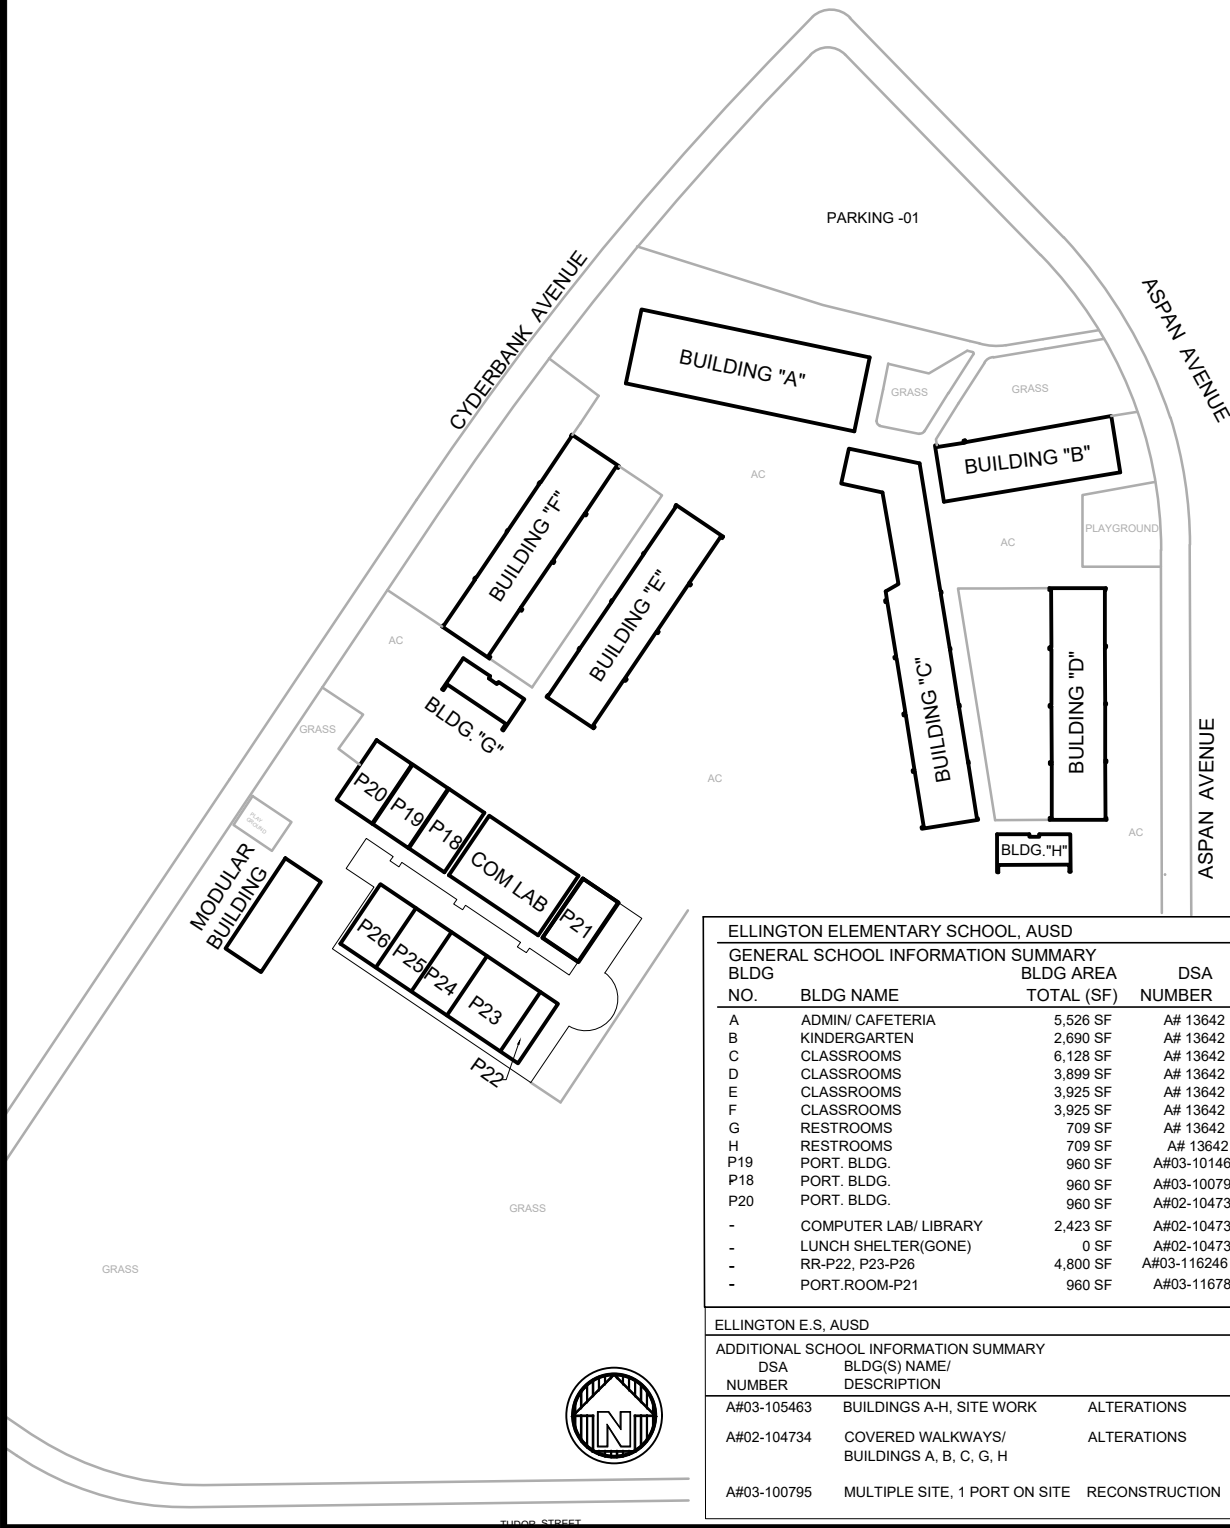 PARKING -01
CYDERBANK AVENUE
ASPAN AVENUE
BUILDING "A"
GRASS
GRASS
BUILDING "B"
AC
PLAYGROUND
AC
BUILDING "F"
BUILDING "E"
BUILDING "C"
BULDING "D"
AC
BLDG. "G"
GRASS
ASPAN AVENUE
AC
P20
P19
P18
COM LAB
P21
PLAY
GROUND
MODULAR
BUILDING
AC
BLDG."H"
P26
P25
P24
P23
P22
GRASS
GRASS
ELLINGTON ELEMENTARY SCHOOL, AUSD
GENERAL SCHOOL INFORMATION SUMMARY
BLDG BLDG AREA DSA
NO. BLDG NAME TOTAL (SF) NUMBER
A ADMIN/ CAFETERIA 5,526 SF A# 13642
B KINDERGARTEN 2,690 SF A# 13642
C CLASSROOMS 6,128 SF A# 13642
D CLASSROOMS 3,899 SF A# 13642
E CLASSROOMS 3,925 SF A# 13642
F CLASSROOMS 3,925 SF A# 13642
G RESTROOMS 709 SF A# 13642
H RESTROOMS 709 SF A# 13642
P19 PORT. BLDG. 960 SF A#03-10146
P18 PORT. BLDG. 960 SF A#03-10079
P20 PORT. BLDG. 960 SF A#02-10473
- COMPUTER LAB/ LIBRARY 2,423 SF A#02-10473
- LUNCH SHELTER(GONE) 0 SF A#02-10473
- RR-P22, P23-P26 4,800 SF A#03-116246
- PORT.ROOM-P21 960 SF A#03-11678
ELLINGTON E.S, AUSD
ADDITIONAL SCHOOL INFORMATION SUMMARY
DSA BLDG(S) NAME/
NUMBER DESCRIPTION
A#03-105463 BUILDINGS A-H, SITE WORK ALTERATIONS
A#02-104734 COVERED WALKWAYS/ ALTERATIONS
BUILDINGS A, B, C, G, H
A#03-100795 MULTIPLE SITE, 1 PORT ON SITE RECONSTRUCTION
N
TUDOR STREET